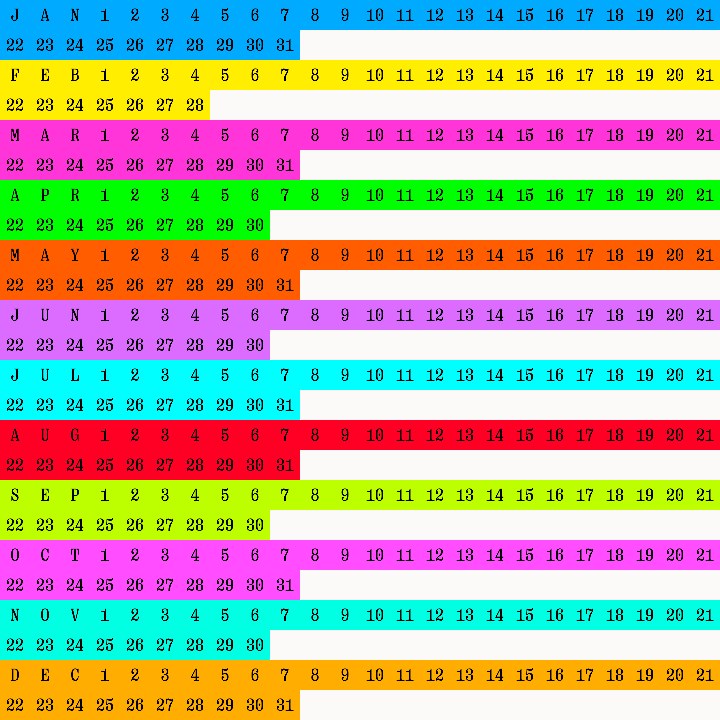 J A N 1 2 3 4 5 6 7 8 9 10 11 12 13 14 15 16 17 18 19 20 21
22 23 24 25 26 27 28 29 30 31
F E B 1 2 3 4 5 6 7 8 9 10 11 12 13 14 15 16 17 18 19 20 21
22 23 24 25 26 27 28
M A R 1 2 3 4 5 6 7 8 9 10 11 12 13 14 15 16 17 18 19 20 21
22 23 24 25 26 27 28 29 30 31
A P R 1 2 3 4 5 6 7 8 9 10 11 12 13 14 15 16 17 18 19 20 21
22 23 24 25 26 27 28 29 30
M A Y 1 2 3 4 5 6 7 8 9 10 11 12 13 14 15 16 17 18 19 20 21
22 23 24 25 26 27 28 29 30 31
J U N 1 2 3 4 5 6 7 8 9 10 11 12 13 14 15 16 17 18 19 20 21
22 23 24 25 26 27 28 29 30
J U L 1 2 3 4 5 6 7 8 9 10 11 12 13 14 15 16 17 18 19 20 21
22 23 24 25 26 27 28 29 30 31
A U G 1 2 3 4 5 6 7 8 9 10 11 12 13 14 15 16 17 18 19 20 21
22 23 24 25 26 27 28 29 30 31
S E P 1 2 3 4 5 6 7 8 9 10 11 12 13 14 15 16 17 18 19 20 21
22 23 24 25 26 27 28 29 30
O C T 1 2 3 4 5 6 7 8 9 10 11 12 13 14 15 16 17 18 19 20 21
22 23 24 25 26 27 28 29 30 31
N O V 1 2 3 4 5 6 7 8 9 10 11 12 13 14 15 16 17 18 19 20 21
22 23 24 25 26 27 28 29 30
D E C 1 2 3 4 5 6 7 8 9 10 11 12 13 14 15 16 17 18 19 20 21
22 23 24 25 26 27 28 29 30 31